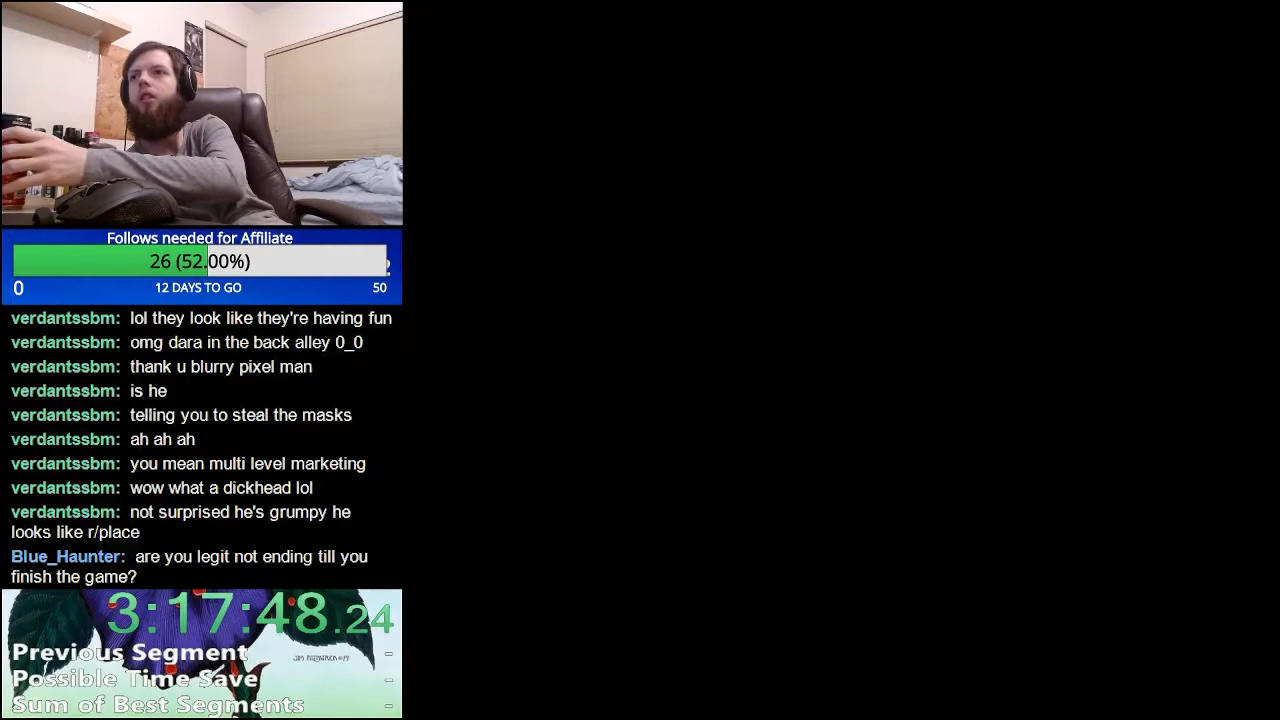 Follows needed for Affiliate
26 (52.00%)
0 12 DAYS TO GO 50
verdantssbm: lol they look like they're having fun
verdantssbm: omg dara in the back alley 0_0
verdantssbm: thank u blurry pixel man
verdantssbm: is he
verdantssbm: telling you to steal the masks
verdantssbm: ah ah ah
verdantssbm: you mean multi level marketing
verdantssbm: wow what a dickhead lol
verdantssbm: not surprised he's grumpy he
looks like r/place
Blue_Haunter: are you legit not ending till you
finish the game?
3:17:48.24
Previous Segment -
Possible Time Save -
Sum of Best Segments -